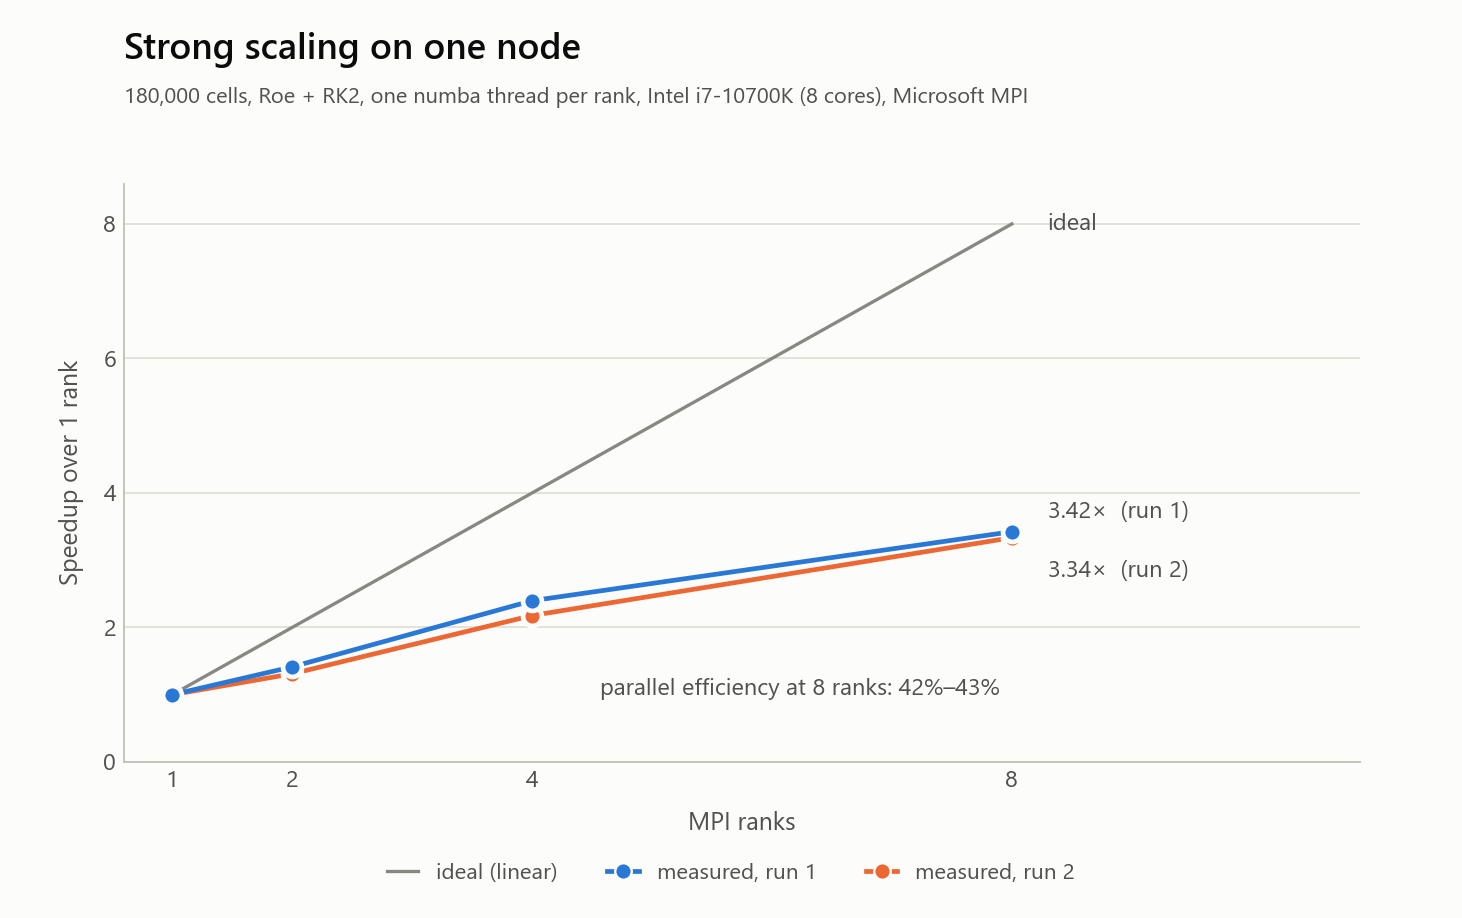 Strong scaling on one node
180,000 cells, Roe + RK2, one numba thread per rank, Intel i7-10700K (8 cores), Microsoft MPI
8
ideal
6
Speedup over 1 rank
4
3.42× (run 1)
3.34× (run 2)
2
parallel efficiency at 8 ranks: 42%–43%
0
1 2 4 8
MPI ranks
ideal (linear) measured, run 1 measured, run 2